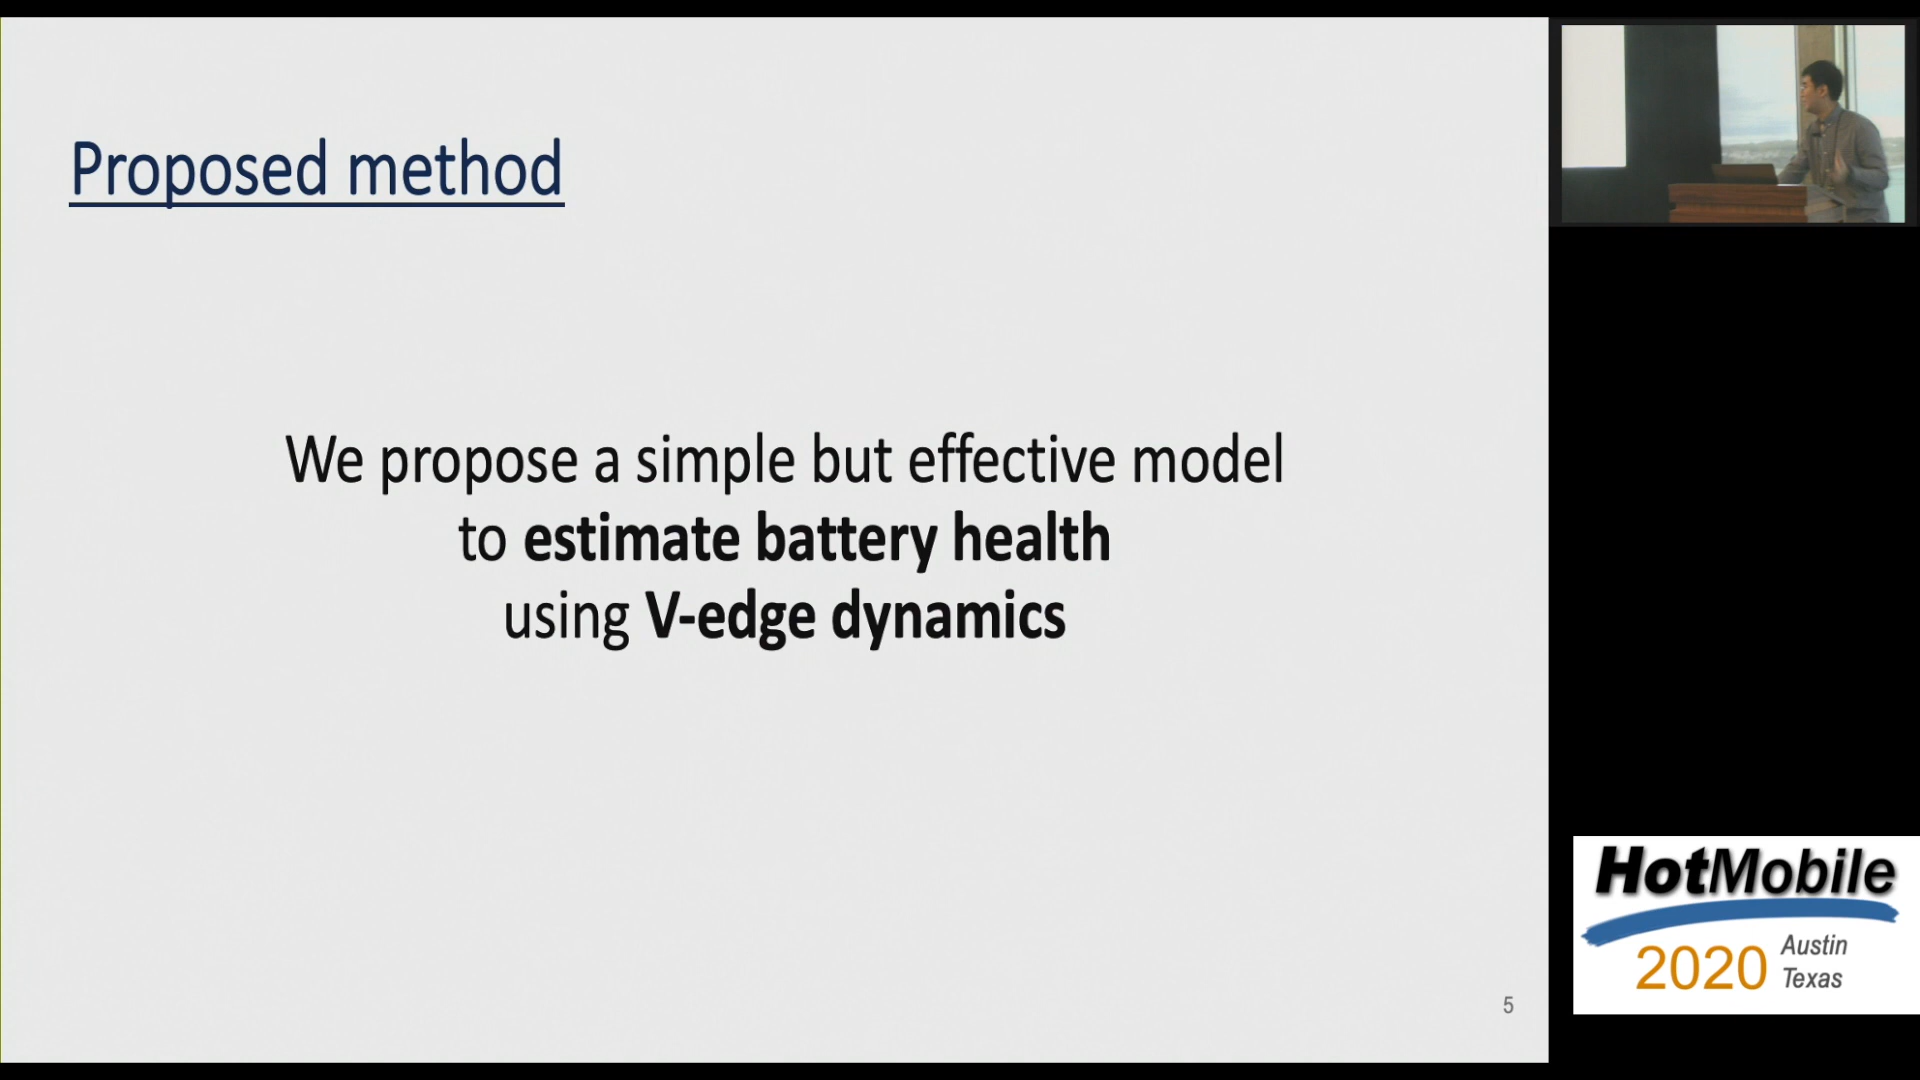 Proposed method
We propose a simple but effective model
to estimate battery health
using V-edge dynamics
5
HotMobile
2020 Austin
Texas